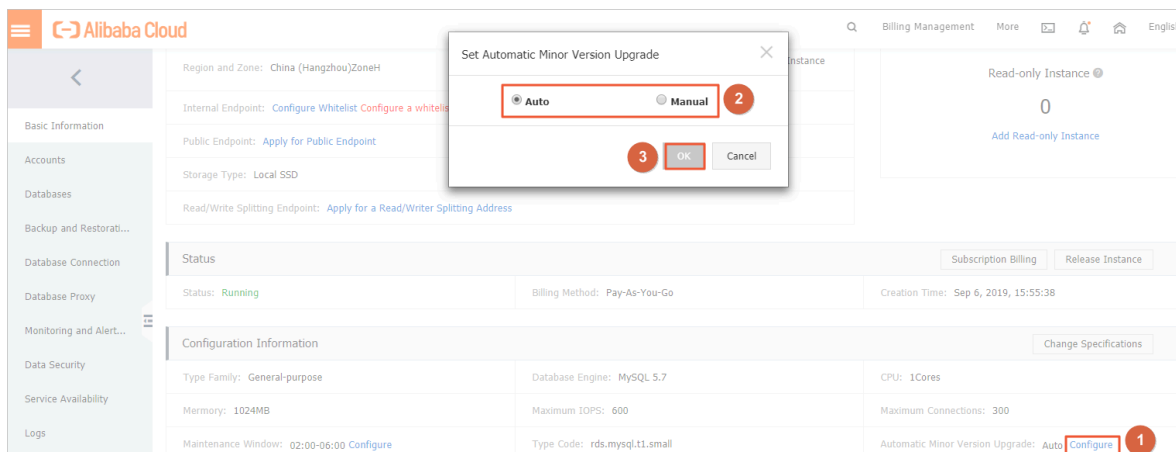 Alibaba Cloud
Billing Management More English
Basic Information
Accounts
Databases
Backup and Restorati...
Database Connection
Database Proxy
Monitoring and Alert...
Data Security
Service Availability
Logs
Region and Zone: China (Hangzhou)ZoneH
Instance
Internal Endpoint: Configure Whitelist Configure a whitelis
Public Endpoint: Apply for Public Endpoint
Storage Type: Local SSD
Read/Write Splitting Endpoint: Apply for a Read/Writer Splitting Address
Set Automatic Minor Version Upgrade
Auto Manual 2
3 OK Cancel
Read-only Instance
0
Add Read-only Instance
Status Subscription Billing Release Instance
Status: Running Billing Method: Pay-As-You-Go Creation Time: Sep 6, 2019, 15:55:38
Configuration Information Change Specifications
Type Family: General-purpose Database Engine: MySQL 5.7 CPU: 1Cores
Mermory: 1024MB Maximum IOPS: 600 Maximum Connections: 300
Maintenance Window: 02:00-06:00 Configure Type Code: rds.mysql.t1.small Automatic Minor Version Upgrade: Auto Configure 1